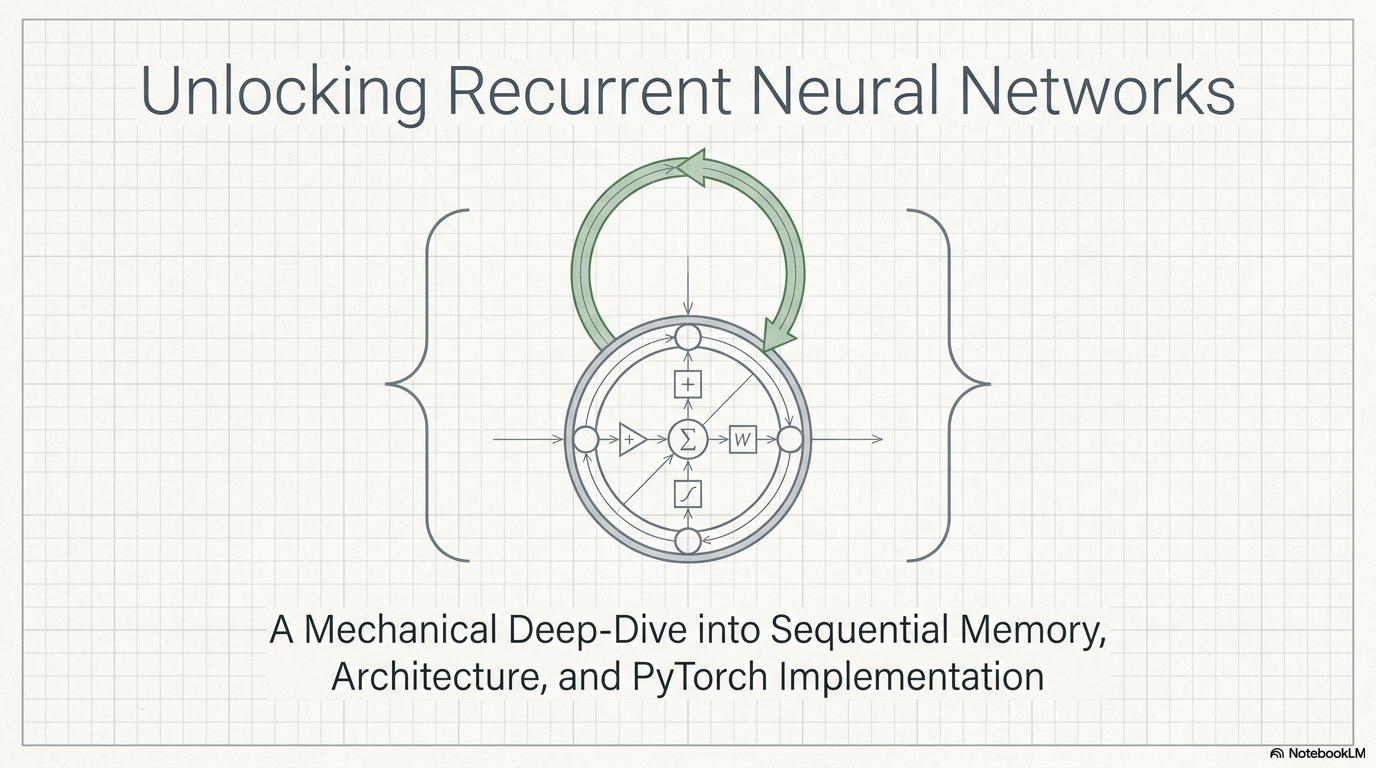 Unlocking Recurrent Neural Networks
+
+
Σ
W
A Mechanical Deep-Dive into Sequential Memory,
Architecture, and PyTorch Implementation
NotebookLM